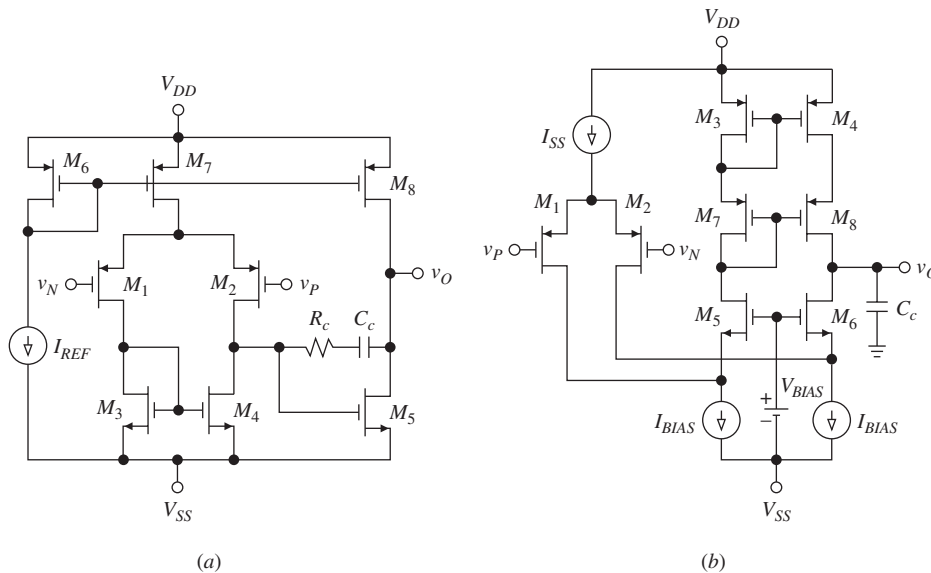 V_DD
M_6
M_7
M_8
v_N
M_1
M_2
v_P
v_O
R_c
C_c
I_REF
M_3
M_4
M_5
V_SS
(a)
V_DD
M_3
M_4
I_SS
M_1
M_2
M_7
M_8
v_P
v_N
v_O
M_5
M_6
C_c
V_BIAS
+
−
I_BIAS
I_BIAS
V_SS
(b)